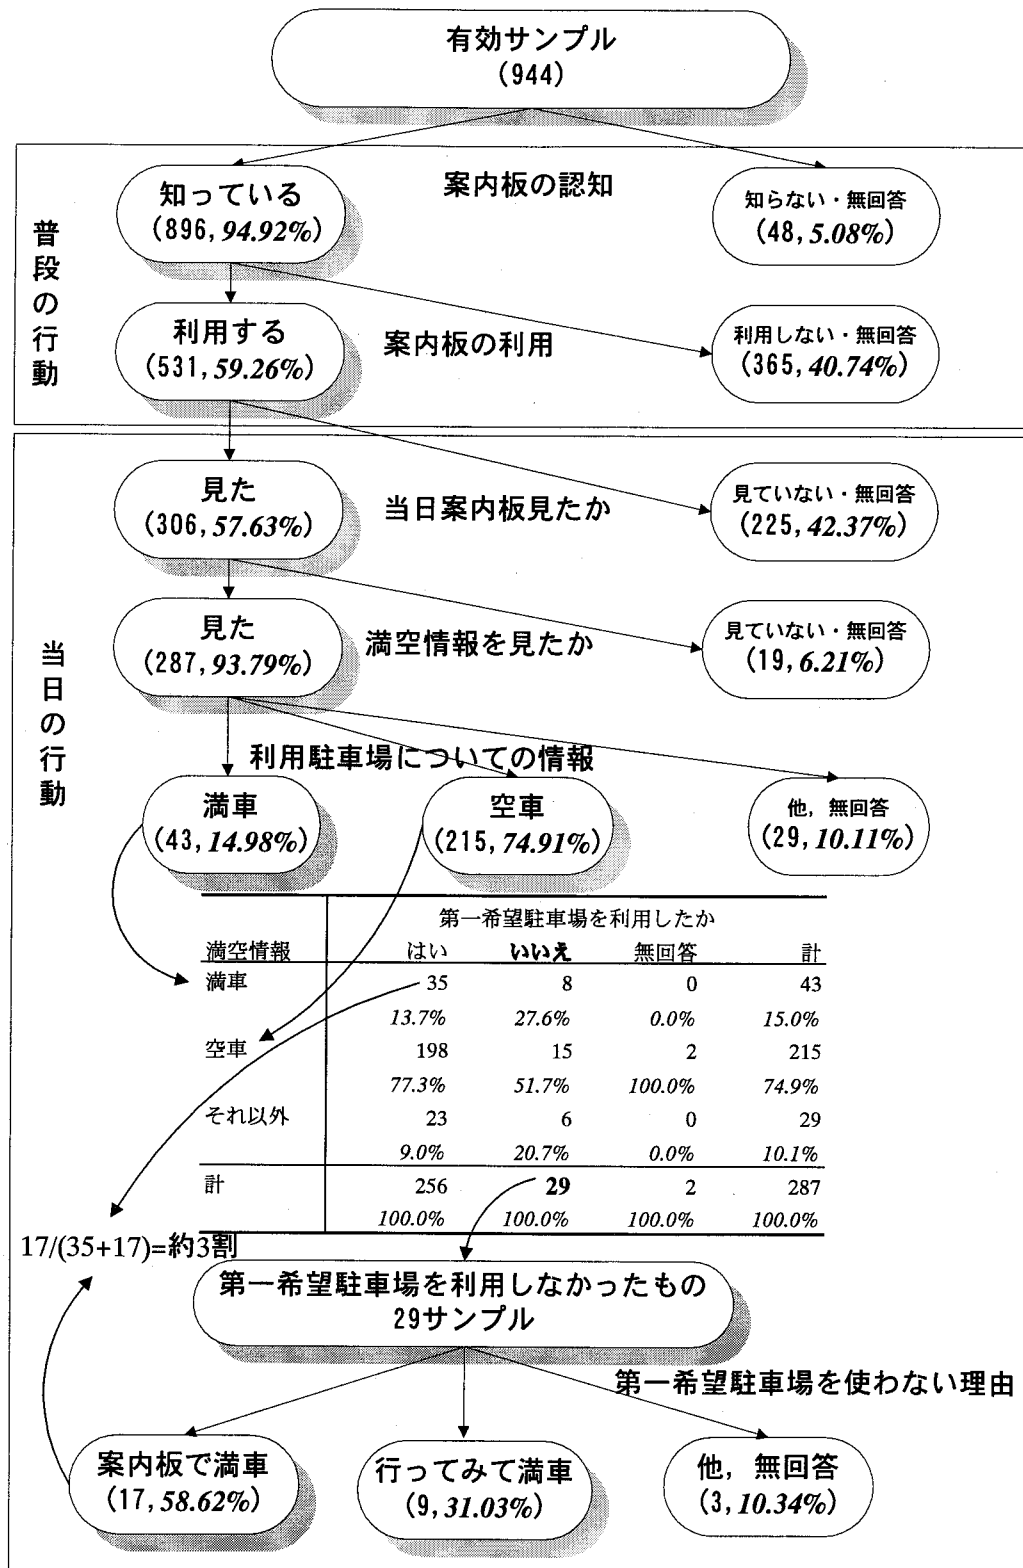 有効サンプル
(944)
案内板の認知
知っている
(896, 94.92%)
知らない・無回答
(48, 5.08%)
普段の行動
利用する
(531, 59.26%)
案内板の利用
利用しない・無回答
(365, 40.74%)
見た
(306, 57.63%)
当日案内板見たか
見ていない・無回答
(225, 42.37%)
見た
(287, 93.79%)
満空情報を見たか
見ていない・無回答
(19, 6.21%)
当日の行動
利用駐車場についての情報
満車
(43, 14.98%)
空車
(215, 74.91%)
他, 無回答
(29, 10.11%)
第一希望駐車場を利用したか
満空情報 はい いいえ 無回答 計
満車 35 8 0 43
13.7% 27.6% 0.0% 15.0%
空車 198 15 2 215
77.3% 51.7% 100.0% 74.9%
それ以外 23 6 0 29
9.0% 20.7% 0.0% 10.1%
計 256 29 2 287
100.0% 100.0% 100.0% 100.0%
17/(35+17)=約3割
第一希望駐車場を利用しなかったもの
29サンプル
第一希望駐車場を使わない理由
案内板で満車
(17, 58.62%)
行ってみて満車
(9, 31.03%)
他, 無回答
(3, 10.34%)